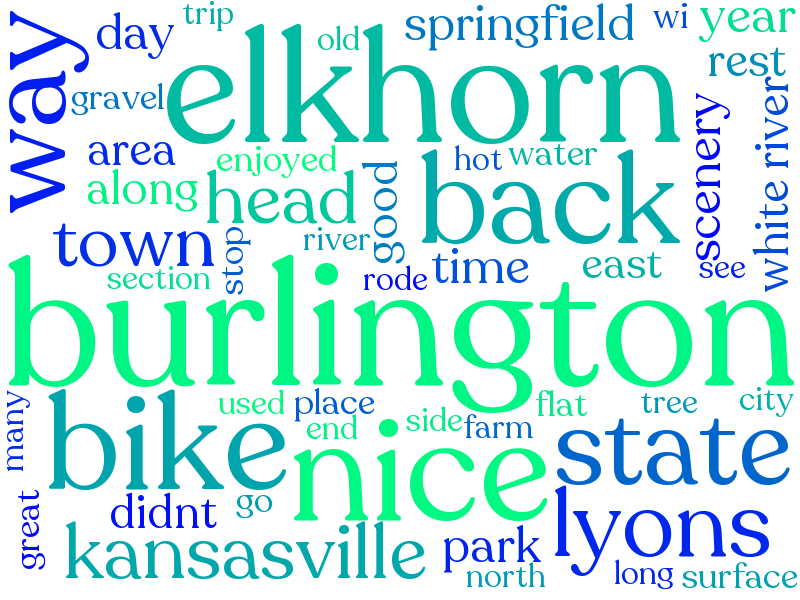 trip
day
old
springfield
wi
year
way
elkhorn
rest
gravel
area
enjoyed
hot
water
scenery
white river
along
head
good
back
town
stop
river
time
east
see
section
rode
burlington
many
bike
used
place
end
nice
side
farm
flat
tree
city
state
great
didnt
go
lyons
kansasville
park
north
long
surface